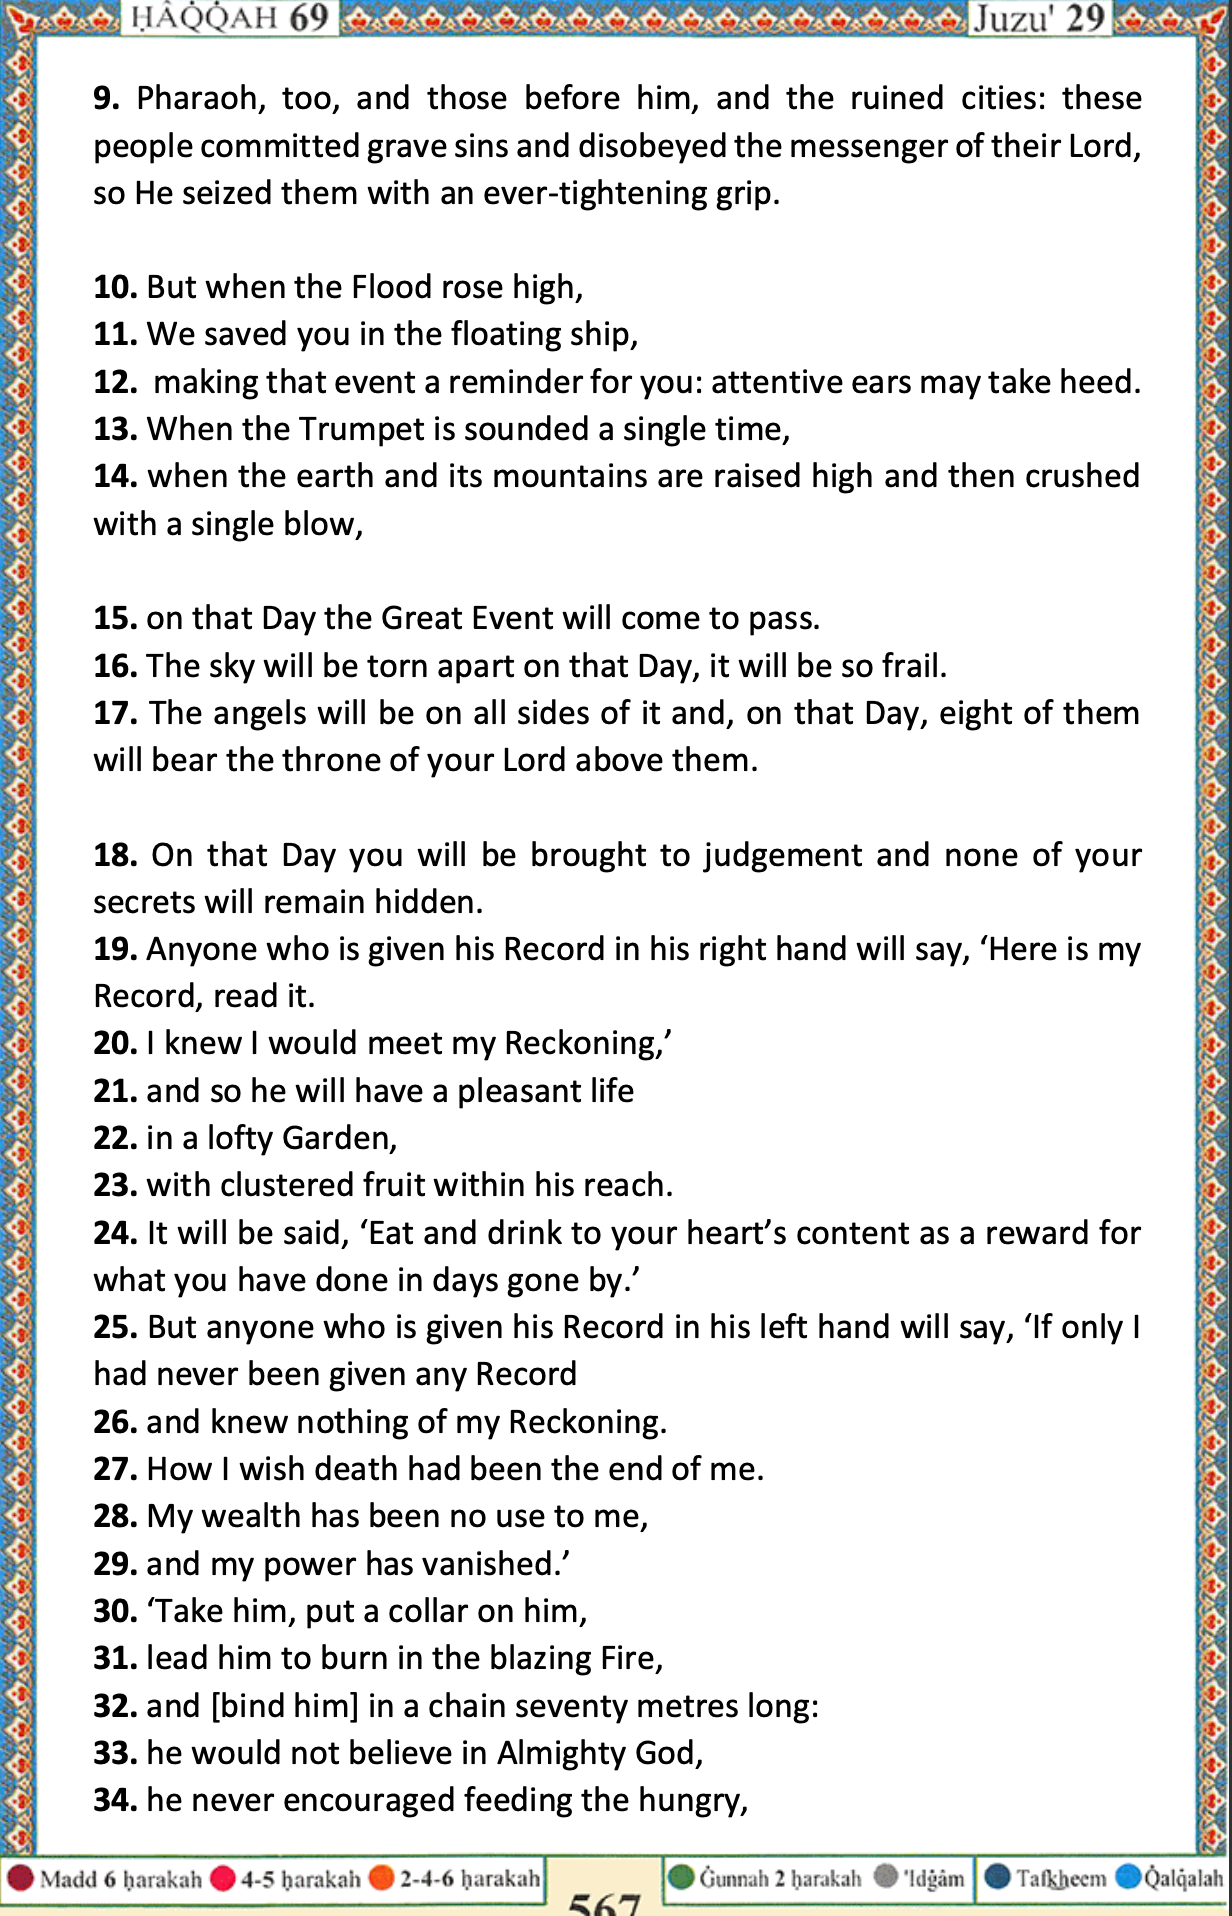 ḤÂQ̇Q̇AH 69
Juzu' 29
9. Pharaoh, too, and those before him, and the ruined cities: these
people committed grave sins and disobeyed the messenger of their Lord,
so He seized them with an ever-tightening grip.
10. But when the Flood rose high,
11. We saved you in the floating ship,
12. making that event a reminder for you: attentive ears may take heed.
13. When the Trumpet is sounded a single time,
14. when the earth and its mountains are raised high and then crushed
with a single blow,
15. on that Day the Great Event will come to pass.
16. The sky will be torn apart on that Day, it will be so frail.
17. The angels will be on all sides of it and, on that Day, eight of them
will bear the throne of your Lord above them.
18. On that Day you will be brought to judgement and none of your
secrets will remain hidden.
19. Anyone who is given his Record in his right hand will say, ‘Here is my
Record, read it.
20. I knew I would meet my Reckoning,’
21. and so he will have a pleasant life
22. in a lofty Garden,
23. with clustered fruit within his reach.
24. It will be said, ‘Eat and drink to your heart’s content as a reward for
what you have done in days gone by.’
25. But anyone who is given his Record in his left hand will say, ‘If only I
had never been given any Record
26. and knew nothing of my Reckoning.
27. How I wish death had been the end of me.
28. My wealth has been no use to me,
29. and my power has vanished.’
30. ‘Take him, put a collar on him,
31. lead him to burn in the blazing Fire,
32. and [bind him] in a chain seventy metres long:
33. he would not believe in Almighty God,
34. he never encouraged feeding the hungry,
Madd 6 ḥarakah 4-5 ḥarakah 2-4-6 ḥarakah
567
Ġunnah 2 ḥarakah 'Idġâm Tafkheem Q̇alq̇alah